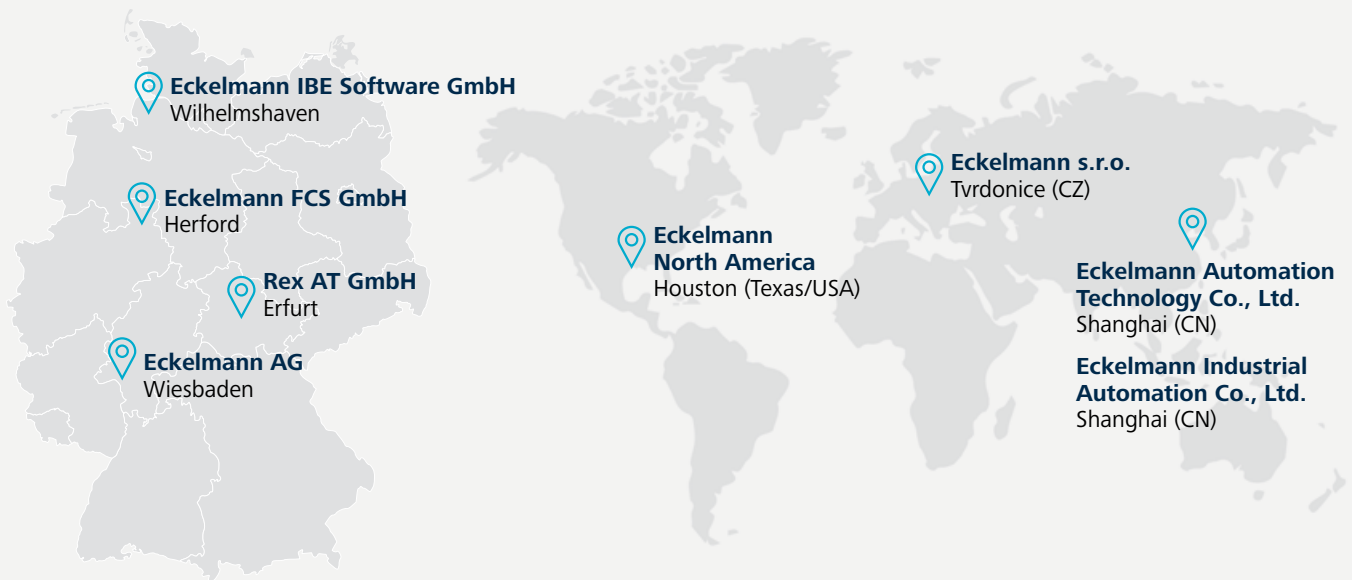 Eckelmann IBE Software GmbH
Wilhelmshaven
Eckelmann FCS GmbH
Herford
Rex AT GmbH
Erfurt
Eckelmann AG
Wiesbaden
Eckelmann
North America
Houston (Texas/USA)
Eckelmann s.r.o.
Tvrdonice (CZ)
Eckelmann Automation
Technology Co., Ltd.
Shanghai (CN)
Eckelmann Industrial
Automation Co., Ltd.
Shanghai (CN)